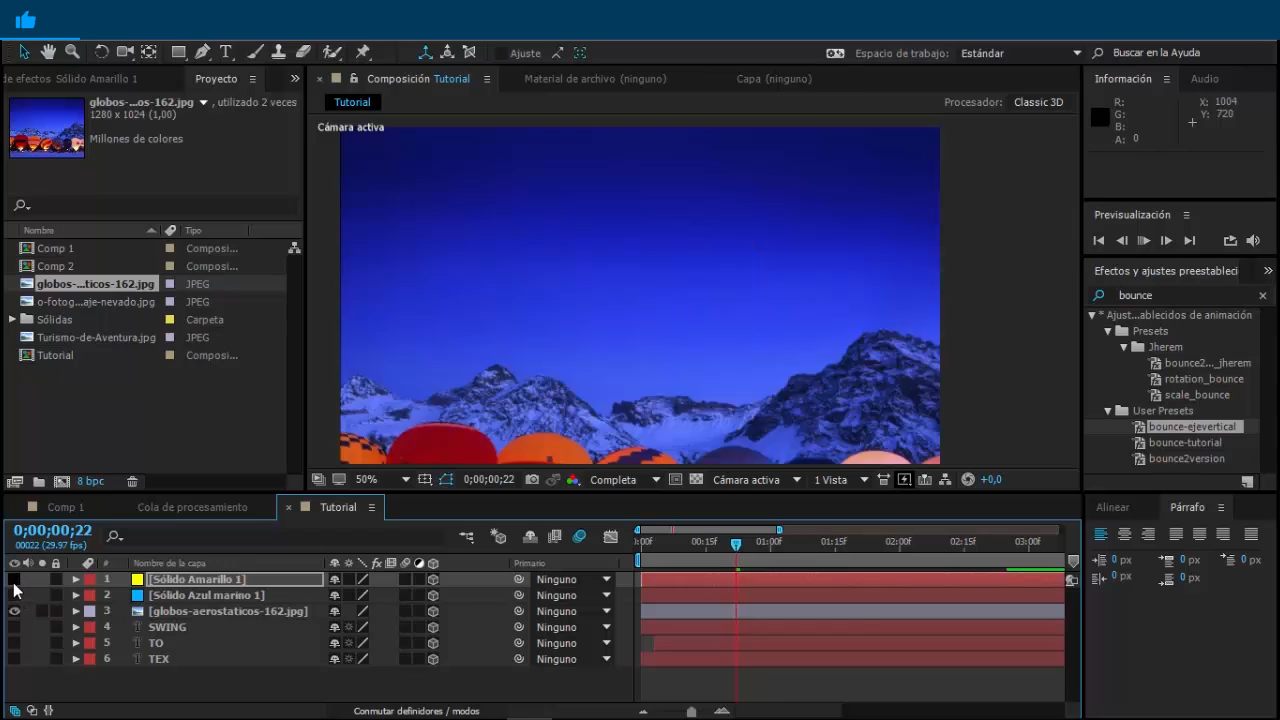 Ajuste
Espacio de trabajo: Estándar
Buscar en la Ayuda
de efectos Sólido Amarillo 1
Proyecto
Composición Tutorial
Material de archivo (ninguno)
Capa (ninguno)
Información
Audio
globos-...os-162.jpg , utilizado 2 veces
1280 x 1024 (1,00)
Millones de colores
Tutorial
Procesador: Classic 3D
Cámara activa
R:
G:
B:
A: 0
X: 1004
Y: 720
Previsualización
Nombre
Tipo
Comp 1 Composi...
Comp 2 Composi...
globos-...ticos-162.jpg JPEG
o-fotog...aje-nevado.jpg JPEG
Sólidas Carpeta
Turismo-de-Aventura.jpg JPEG
Tutorial Composi...
Efectos y ajustes preestableci
bounce
* Ajust...ablecidos de animación
Presets
Jherem
bounce2..._jherem
rotation_bounce
scale_bounce
User Presets
bounce-ejevertical
bounce-tutorial
bounce2version
8 bpc
50%
0;00;00;22
Completa
Cámara activa
1 Vista
+0,0
Comp 1
Cola de procesamiento
Tutorial
Alinear
Párrafo
0;00;00;22
00022 (29.97 fps)
:00f 00:15f 01:00f 01:15f 02:00f 02:15f 03:00f
# Nombre de la capa
Primario
1 [Sólido Amarillo 1] Ninguno
2 [Sólido Azul marino 1] Ninguno
3 [globos-aerostaticos-162.jpg] Ninguno
4 SWING Ninguno
5 TO Ninguno
6 TEX Ninguno
0 px 0 px 0 px
0 px 0 px
Conmutar definidores / modos